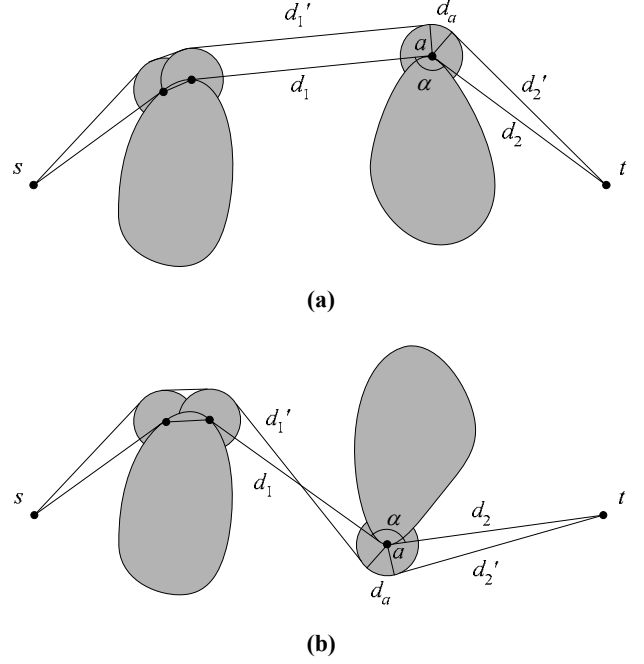 d₁′
dₐ
a
d₁
α
d₂′
d₂
s
t
(a)
d₁′
s
d₁
α
d₂
t
a
d₂′
dₐ
(b)